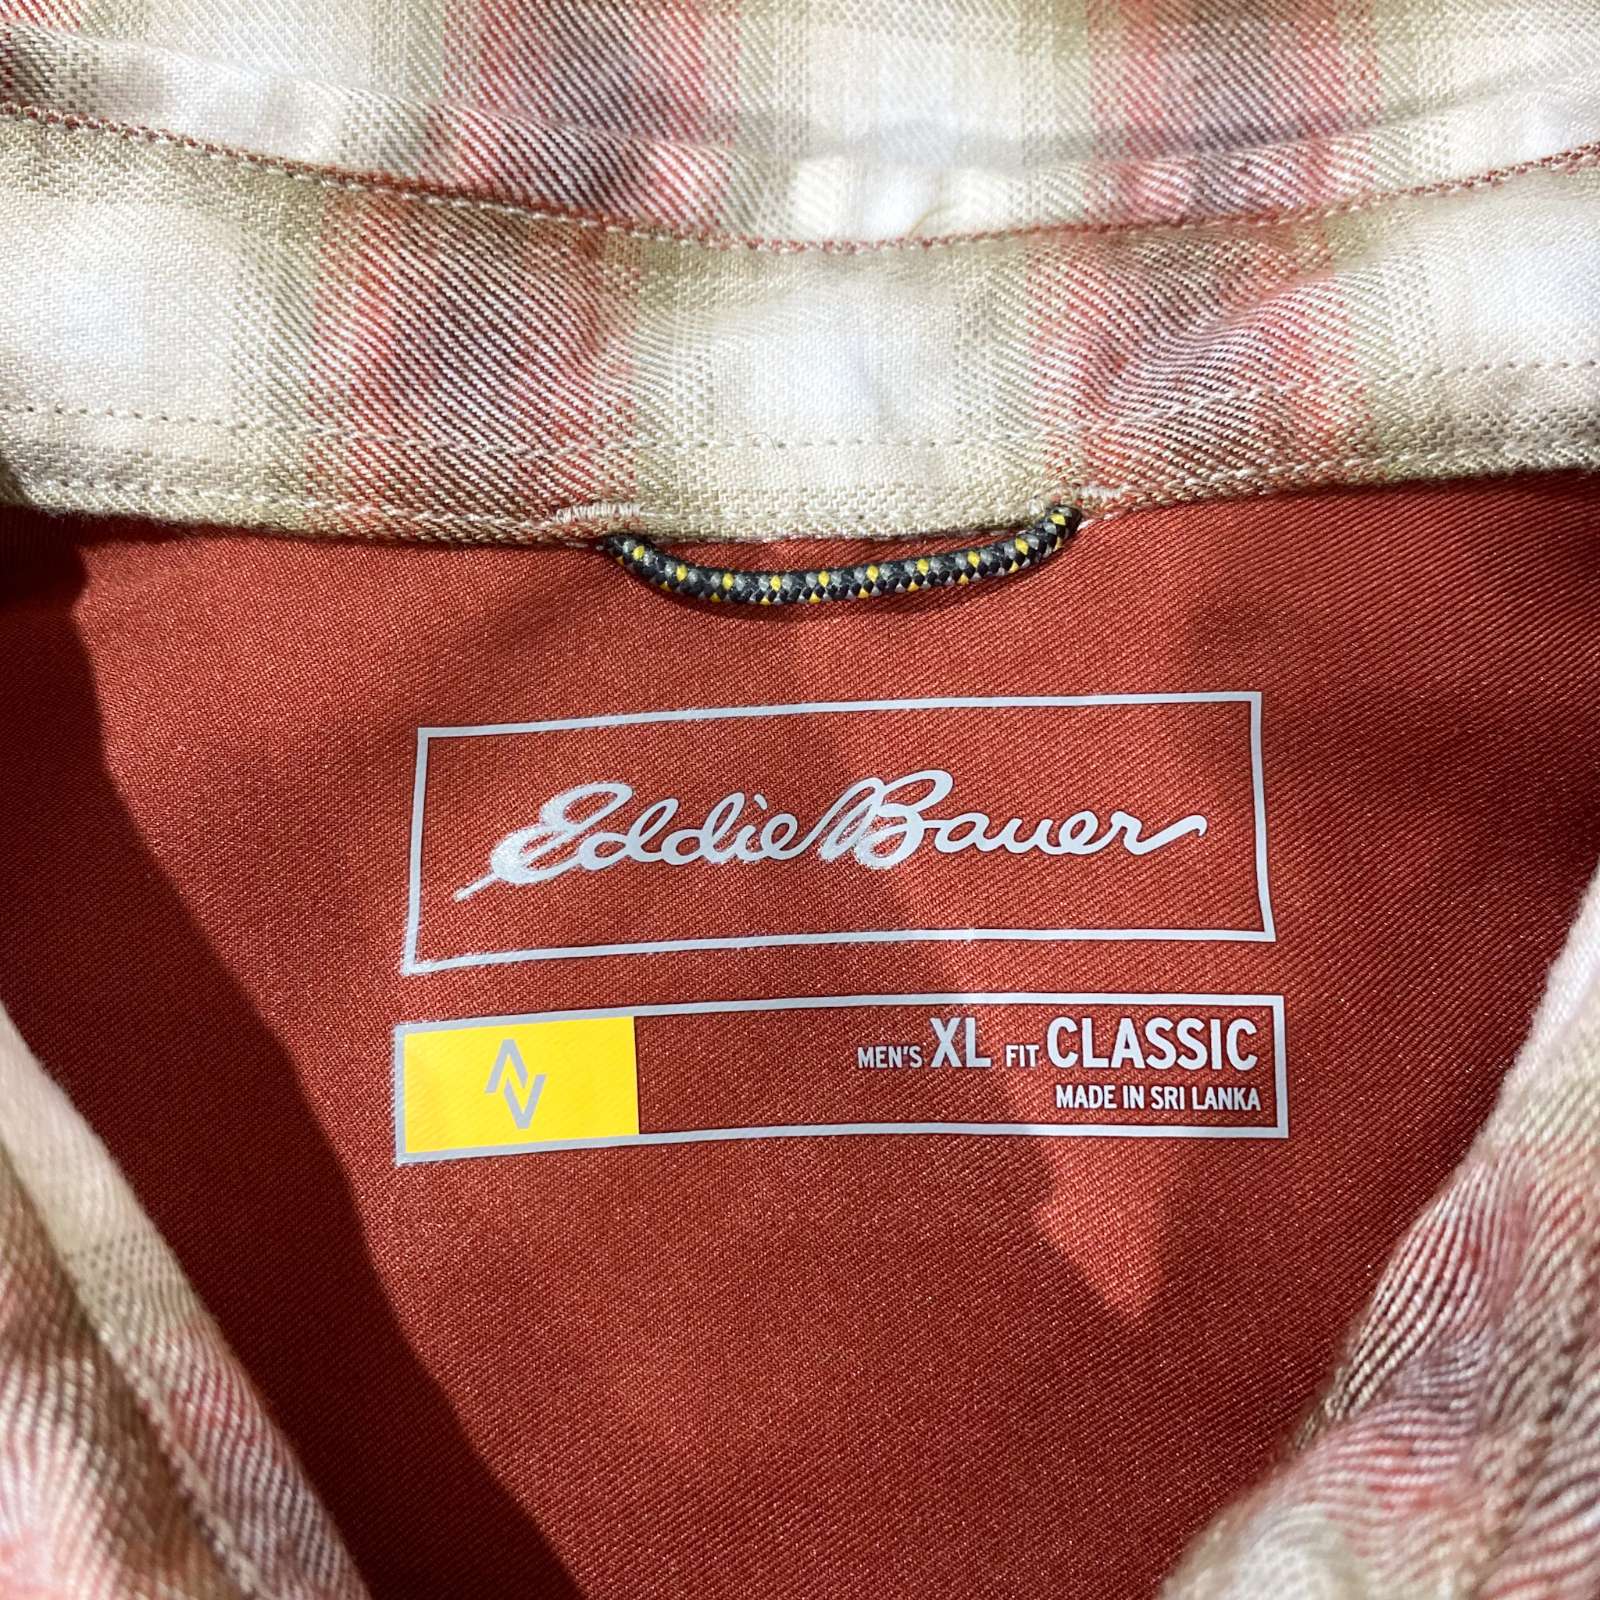 Eddie Bauer
MEN'S XL FIT CLASSIC
MADE IN SRI LANKA